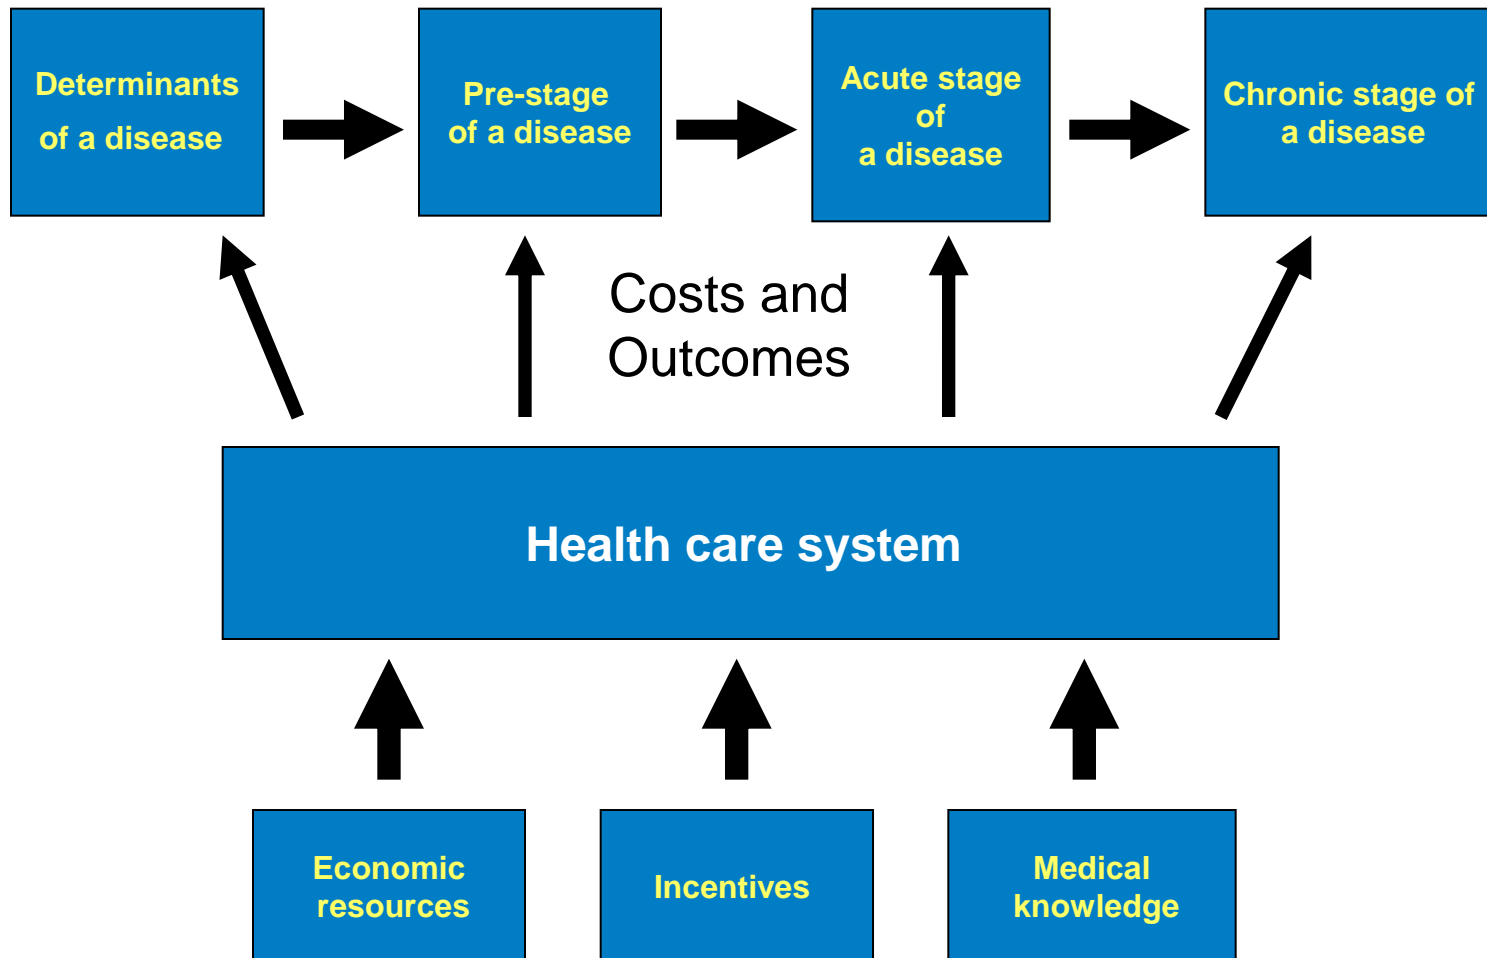 Determinants
of a disease
Pre-stage
of a disease
Acute stage
of
a disease
Chronic stage of
a disease
Costs and
Outcomes
Health care system
Economic
resources
Incentives
Medical
knowledge